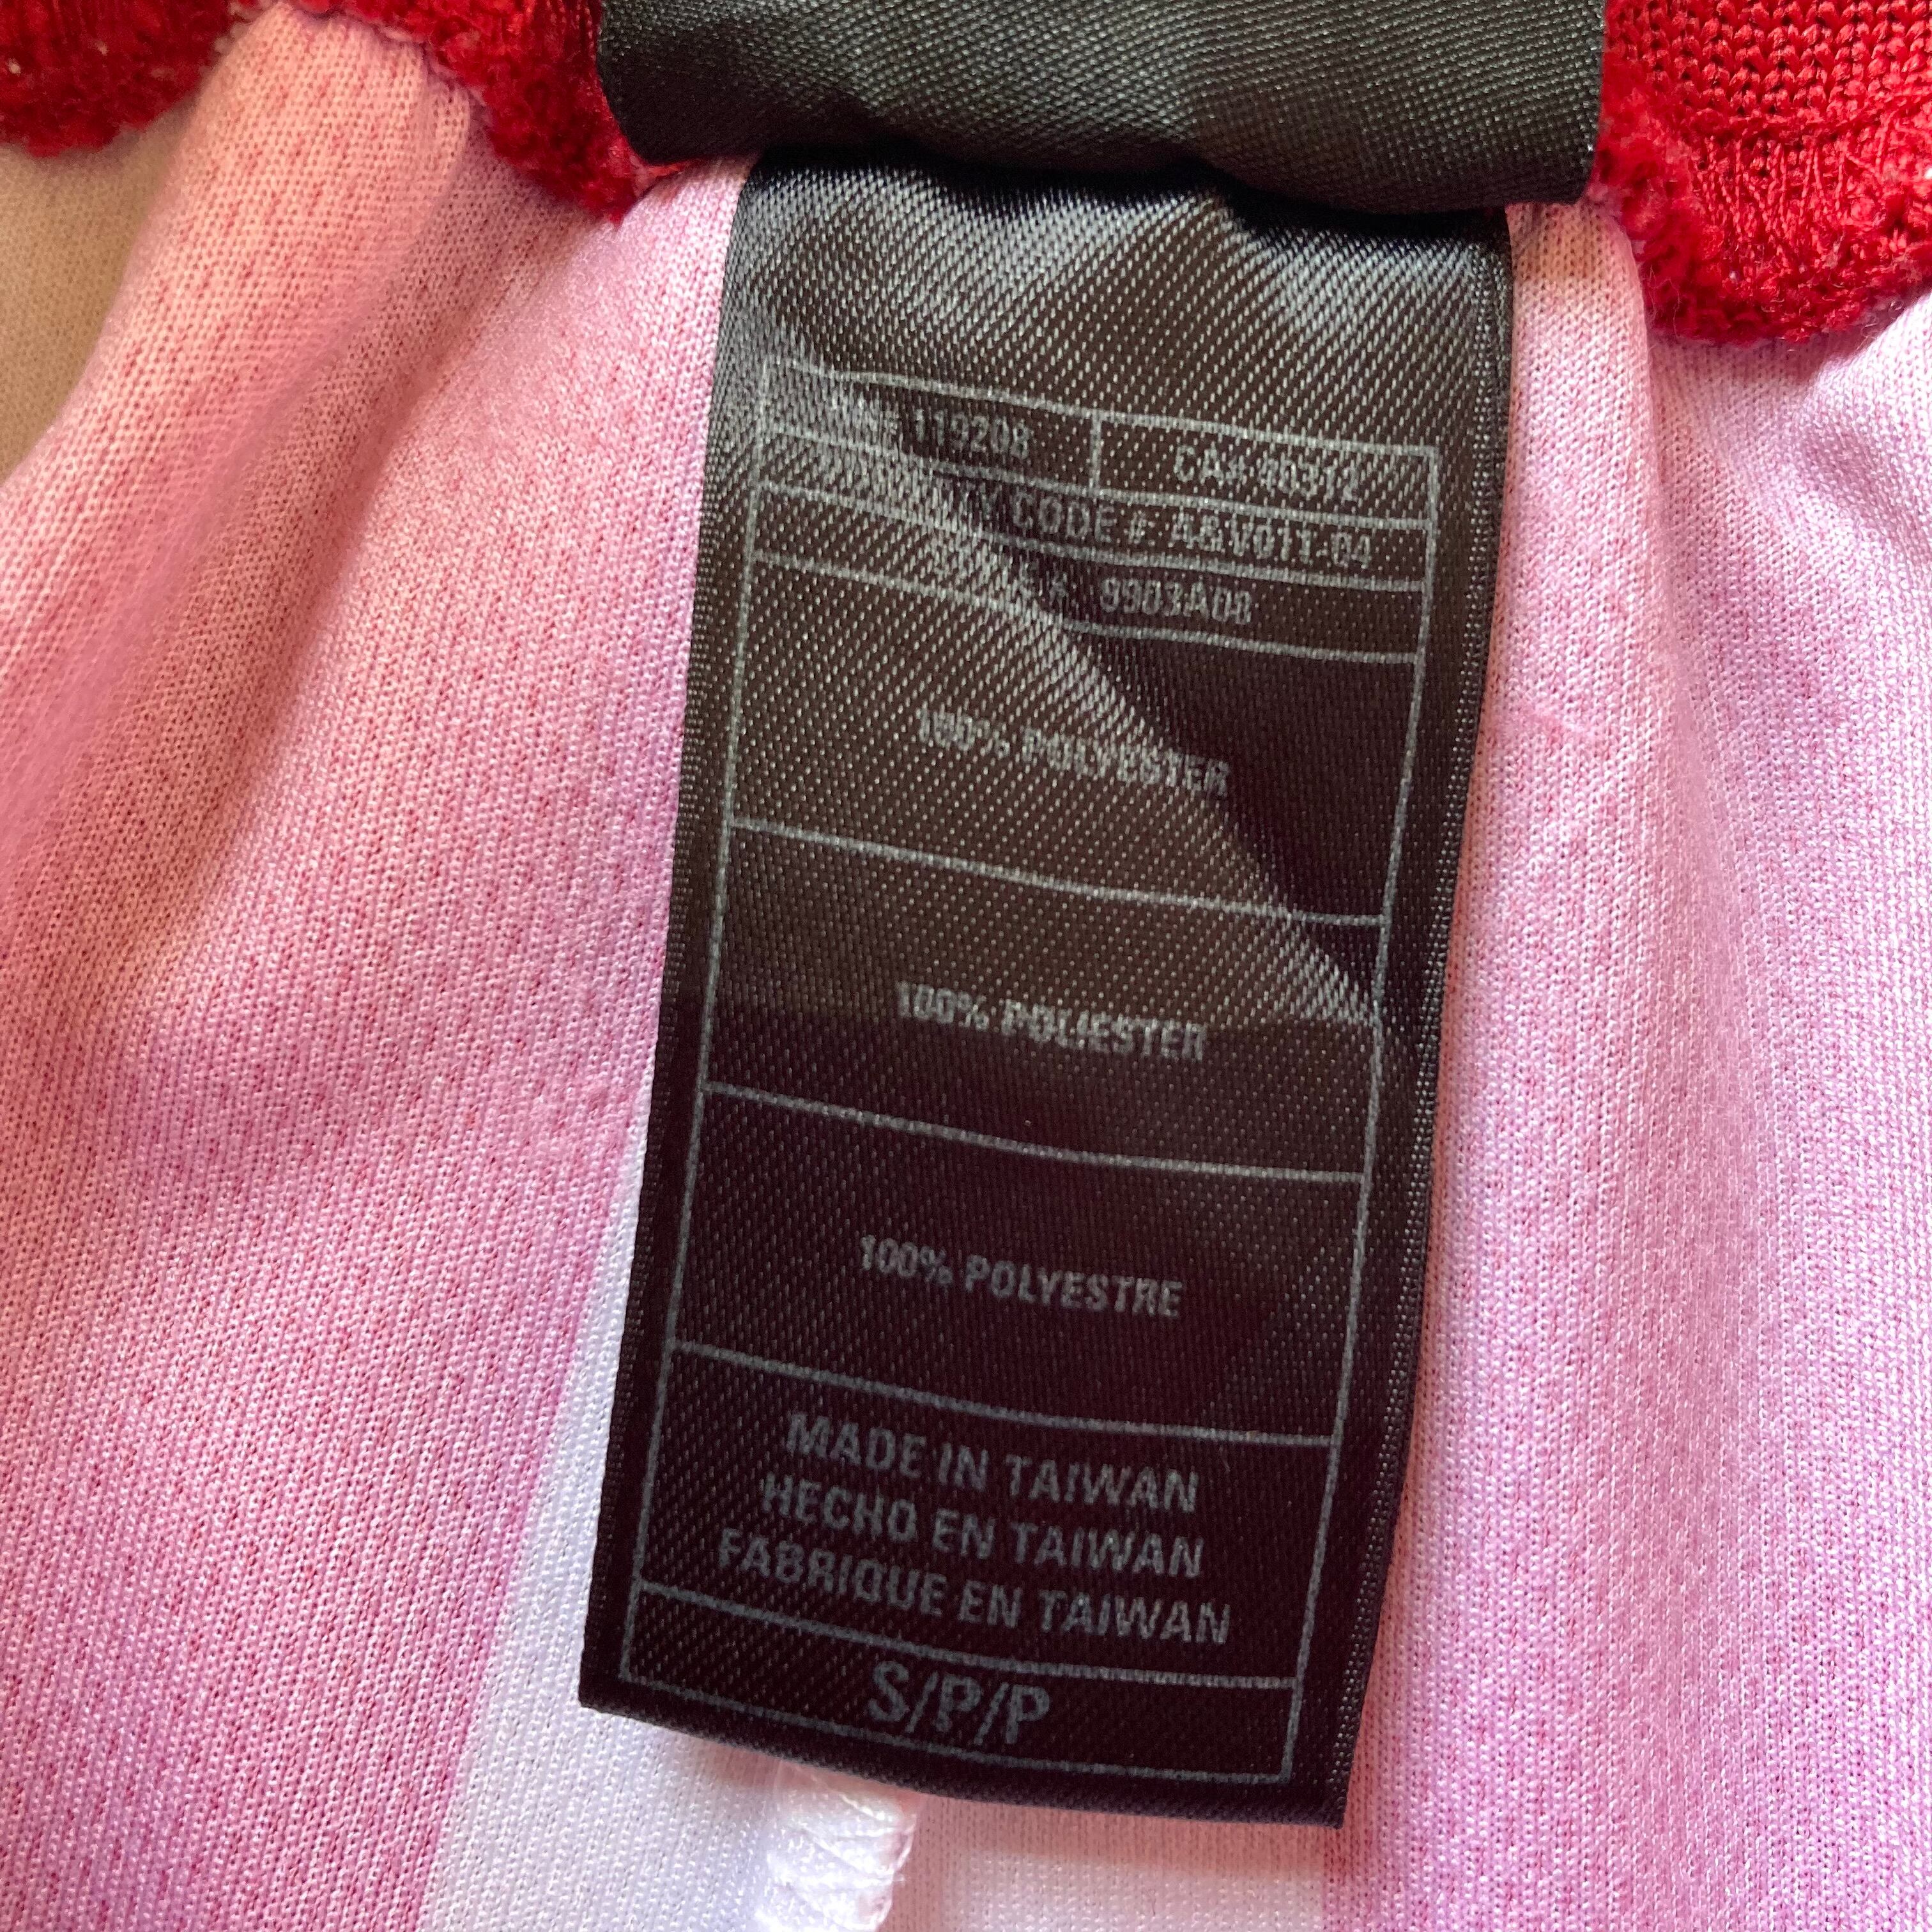 119208 CA# 40312
CODE # A&V011-04
9903A08
100% POLYESTER
100% POLIESTER
100% POLYESTRE
MADE IN TAIWAN
HECHO EN TAIWAN
FABRIQUE EN TAIWAN
S/P/P